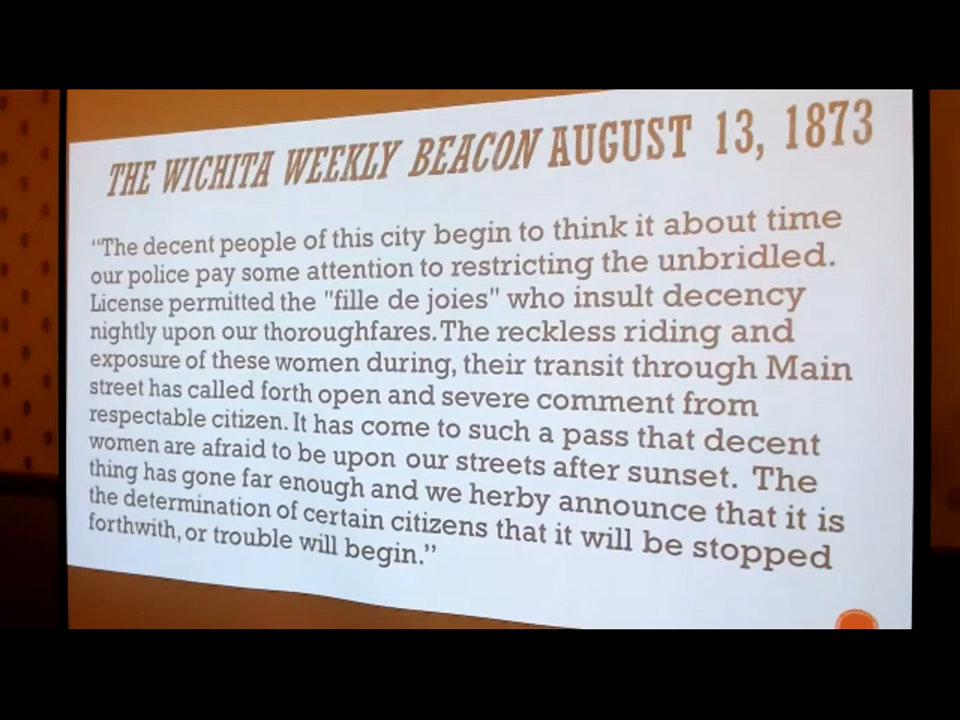 THE WICHITA WEEKLY BEACON AUGUST 13, 1873
“The decent people of this city begin to think it about time
our police pay some attention to restricting the unbridled.
License permitted the "fille de joies" who insult decency
nightly upon our thoroughfares. The reckless riding and
exposure of these women during, their transit through Main
street has called forth open and severe comment from
respectable citizen. It has come to such a pass that decent
women are afraid to be upon our streets after sunset. The
thing has gone far enough and we herby announce that it is
the determination of certain citizens that it will be stopped
forthwith, or trouble will begin.”